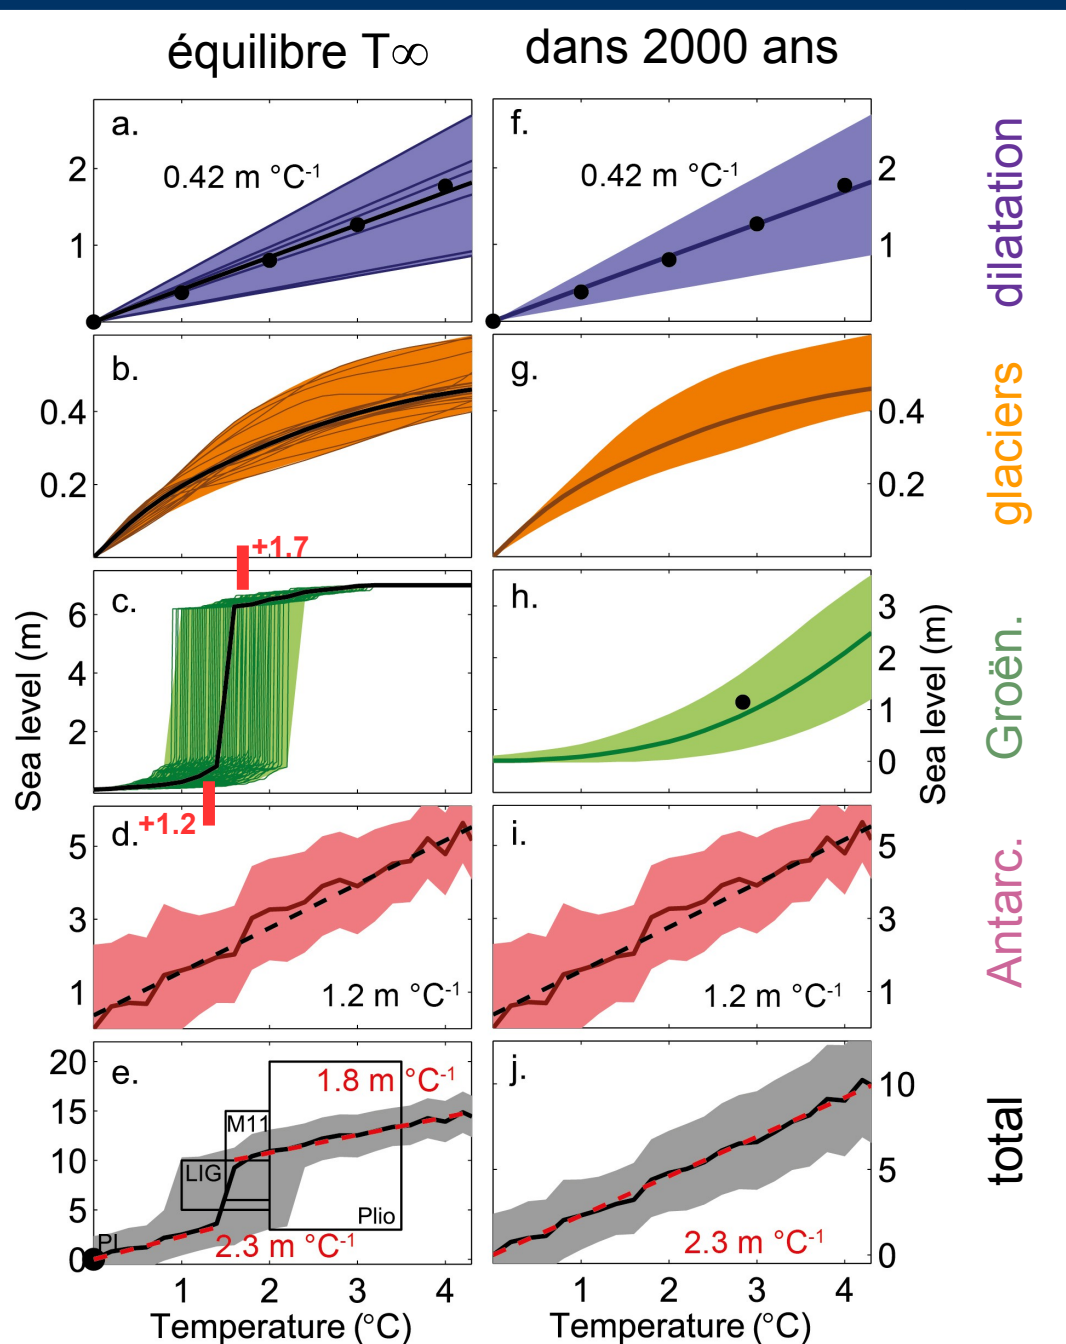 équilibre T∞
dans 2000 ans
a.
0.42 m °C-1
2
1
f.
0.42 m °C-1
2
1
dilatation
b.
0.4
0.2
g.
0.4
0.2
glaciers
+1.7
c.
6
4
2
h.
3
2
1
0
Groën.
Sea level (m)
Sea level (m)
+1.2
d.
5
3
1
1.2 m °C-1
i.
5
3
1
1.2 m °C-1
Antarc.
e.
20
15
10
5
0
1.8 m °C-1
M11
LIG
Plio
PI
2.3 m °C-1
j.
10
5
0
2.3 m °C-1
total
1 2 3 4
1 2 3 4
Temperature (°C)
Temperature (°C)